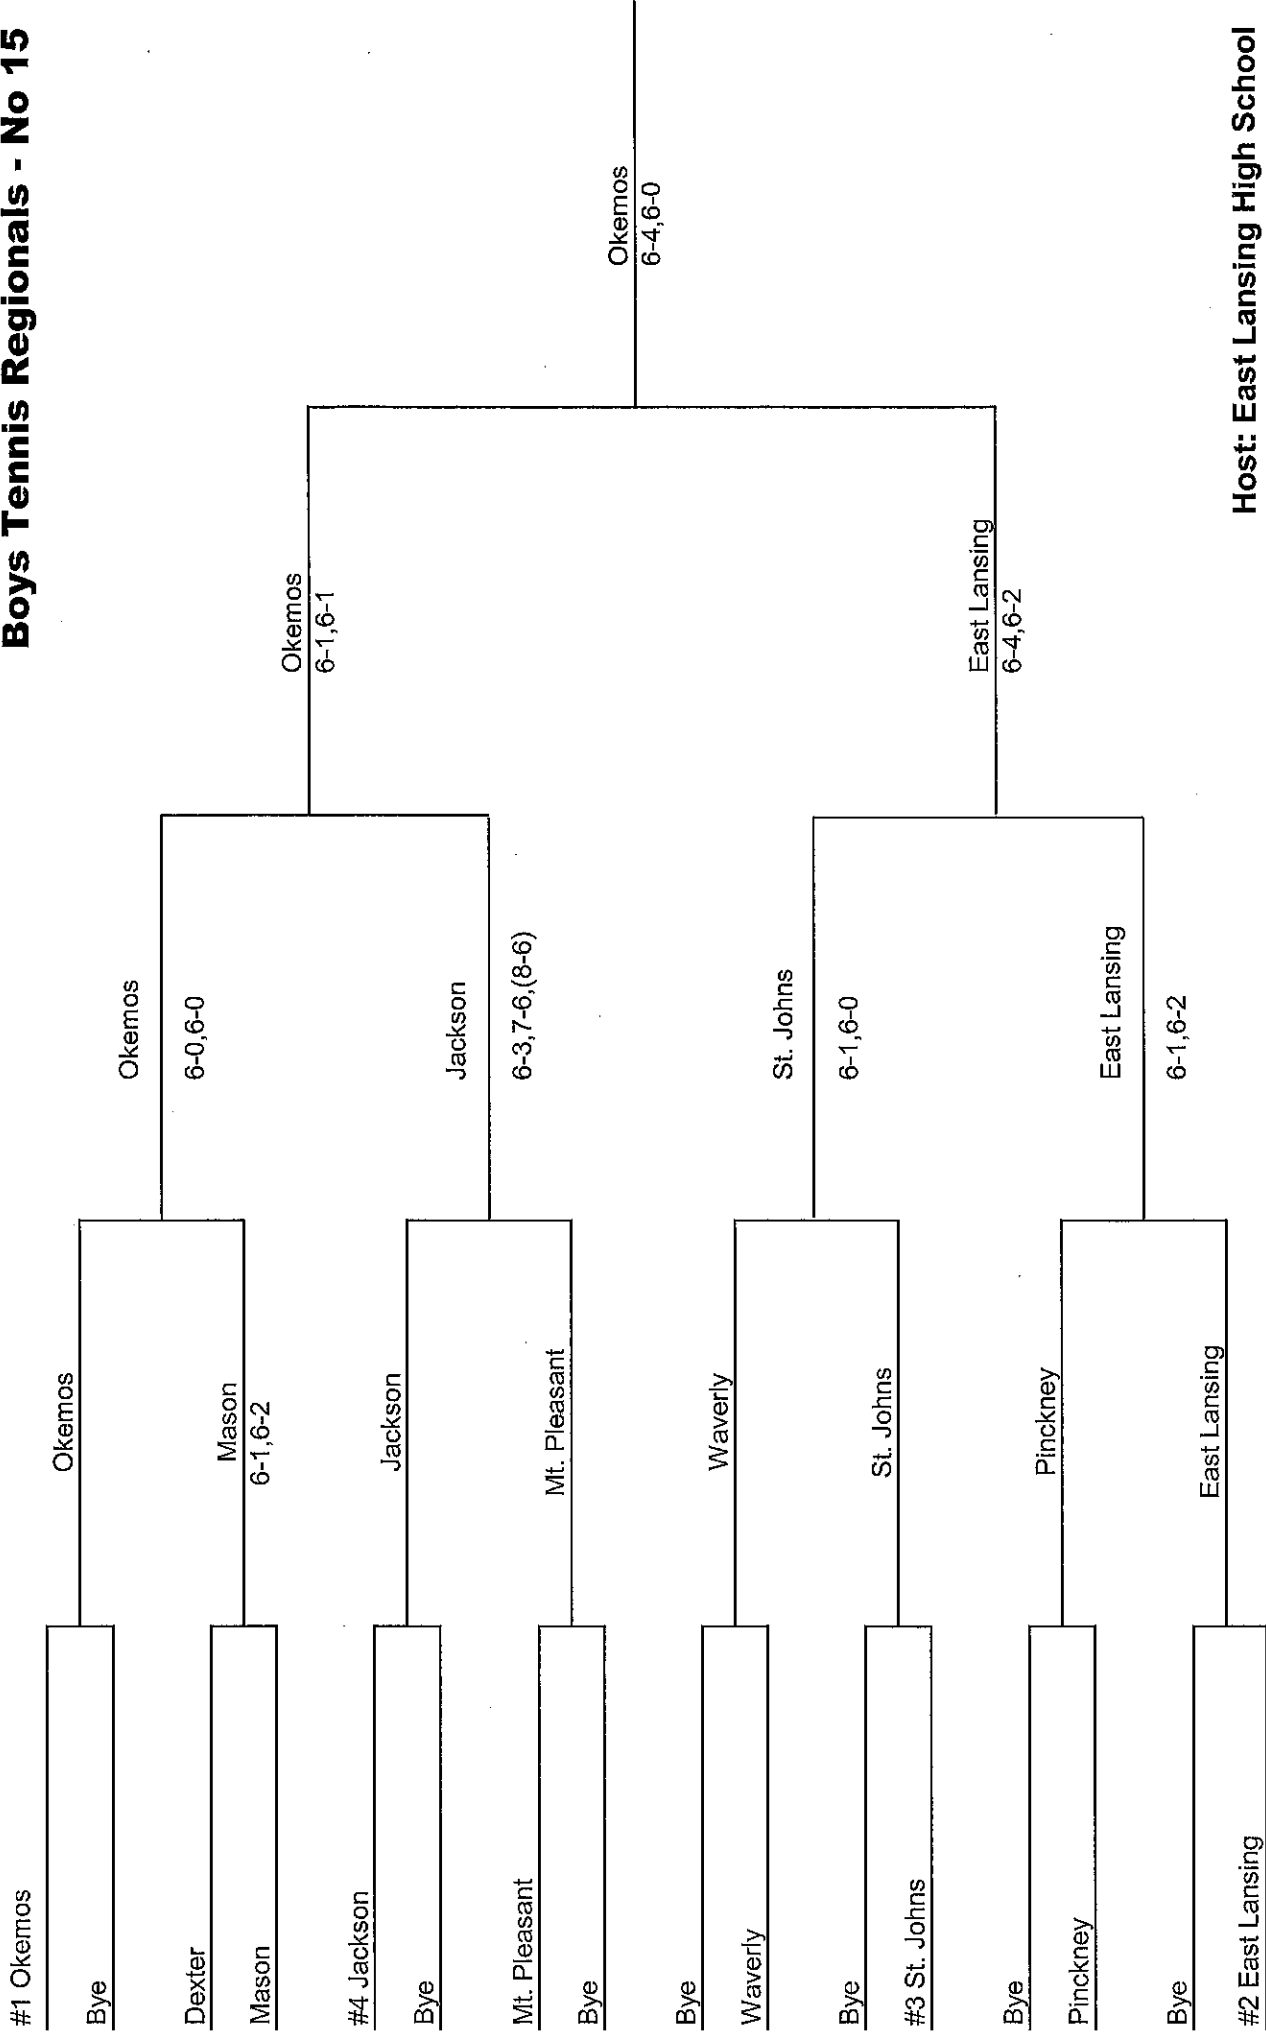 Boys Tennis Regionals - No 15
#1 Okemos
Bye
Dexter
Mason
#4 Jackson
Bye
Mt. Pleasant
Bye
Bye
Waverly
Bye
#3 St. Johns
Bye
Pinckney
Bye
#2 East Lansing
Okemos
Mason
6-1,6-2
Jackson
Mt. Pleasant
Waverly
St. Johns
Pinckney
East Lansing
Okemos
6-0,6-0
Jackson
6-3,7-6,(8-6)
St. Johns
6-1,6-0
East Lansing
6-1,6-2
Okemos
6-1,6-1
East Lansing
6-4,6-2
Okemos
6-4,6-0
Host: East Lansing High School